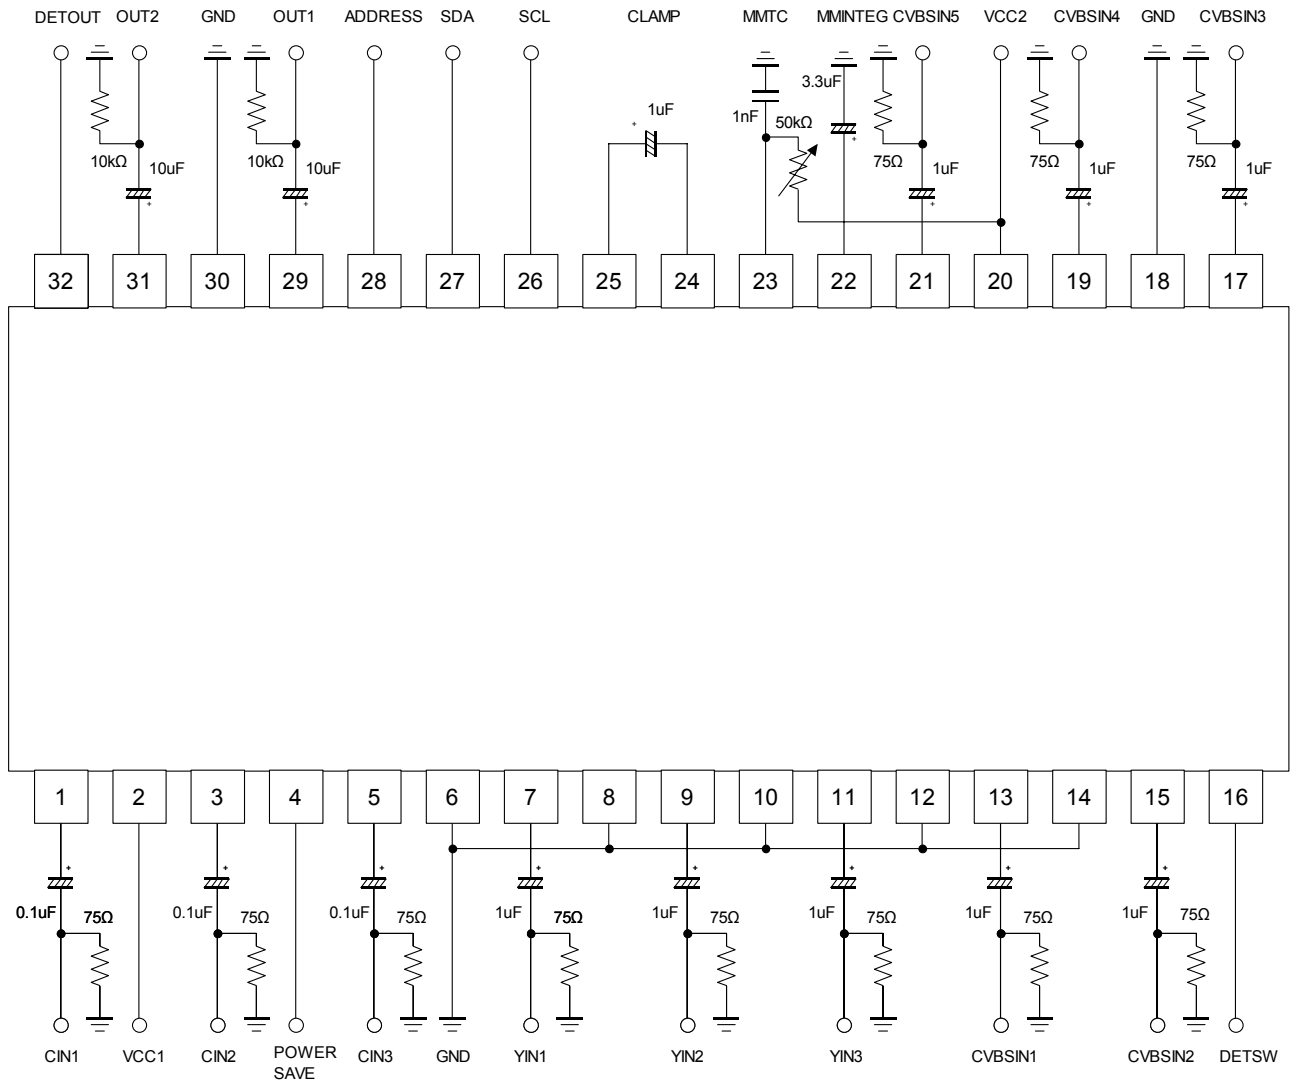 DETOUT OUT2 GND OUT1 ADDRESS SDA SCL CLAMP MMTC MMINTEG CVBSIN5 VCC2 CVBSIN4 GND CVBSIN3
3.3uF
1uF
+
1nF 50kΩ
10kΩ 10uF 10kΩ 10uF 75Ω 1uF 75Ω 1uF 75Ω 1uF
+ + + + + +
32 31 30 29 28 27 26 25 24 23 22 21 20 19 18 17
1 2 3 4 5 6 7 8 9 10 11 12 13 14 15 16
+ + + + + + + +
0.1uF 75Ω 0.1uF 75Ω 0.1uF 75Ω 1uF 75Ω 1uF 75Ω 1uF 75Ω 1uF 75Ω 1uF 75Ω
CIN1 VCC1 CIN2 POWER CIN3 GND YIN1 YIN2 YIN3 CVBSIN1 CVBSIN2 DETSW
SAVE